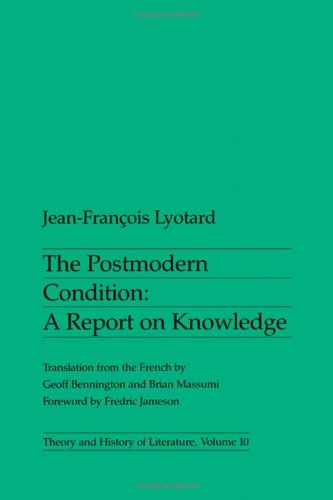 Jean-François Lyotard
The Postmodern
Condition:
A Report on Knowledge
Translation from the French by
Geoff Bennington and Brian Massumi
Foreword by Fredric Jameson
Theory and History of Literature, Volume 10